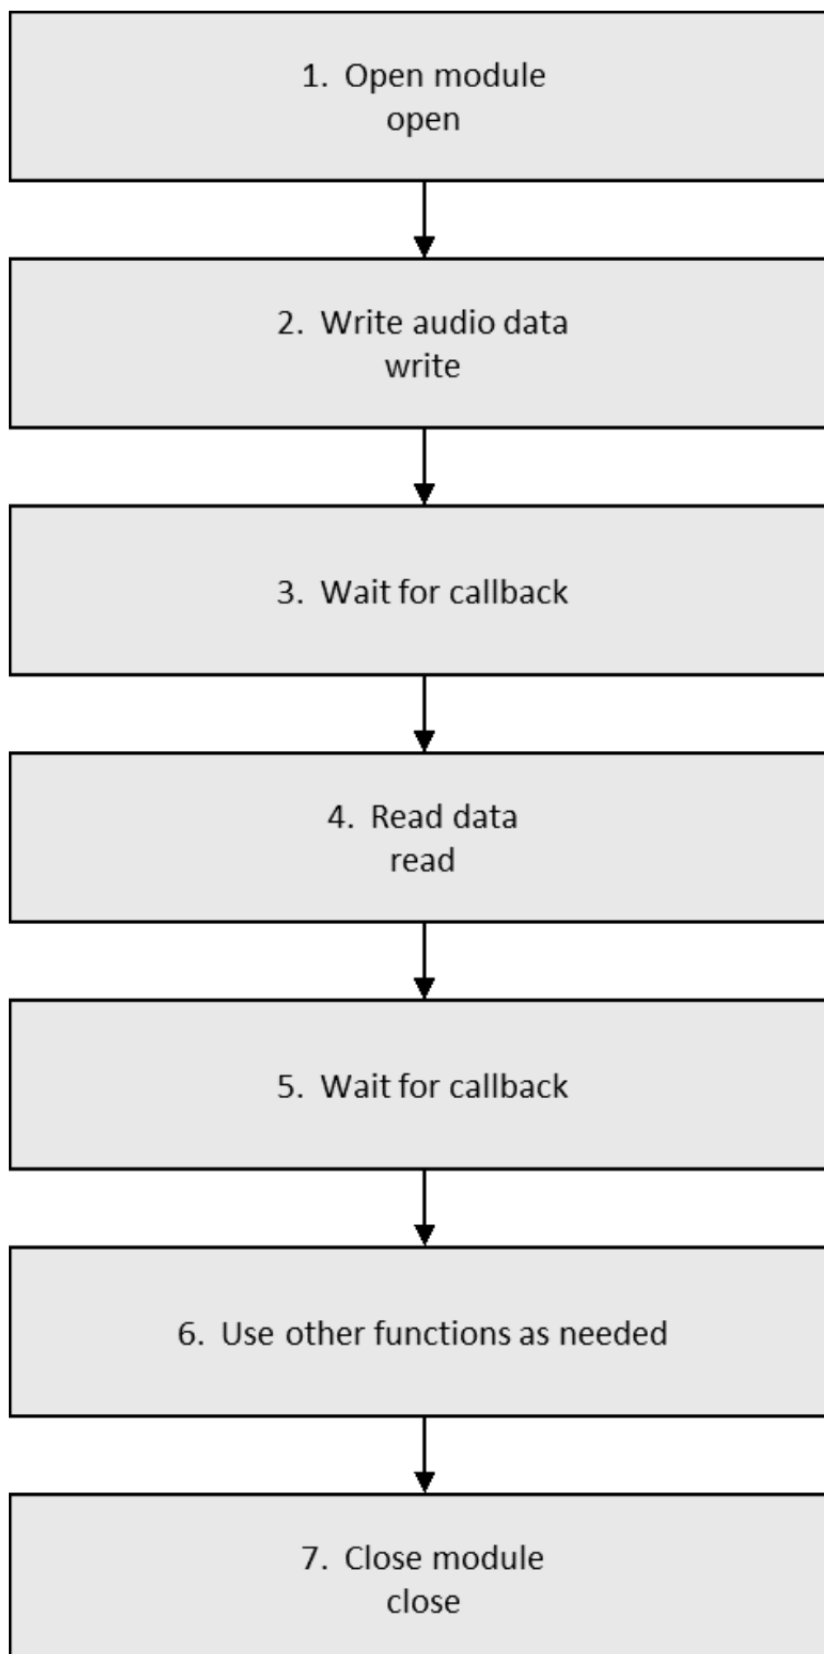 1. Open module
open
2. Write audio data
write
3. Wait for callback
4. Read data
read
5. Wait for callback
6. Use other functions as needed
7. Close module
close